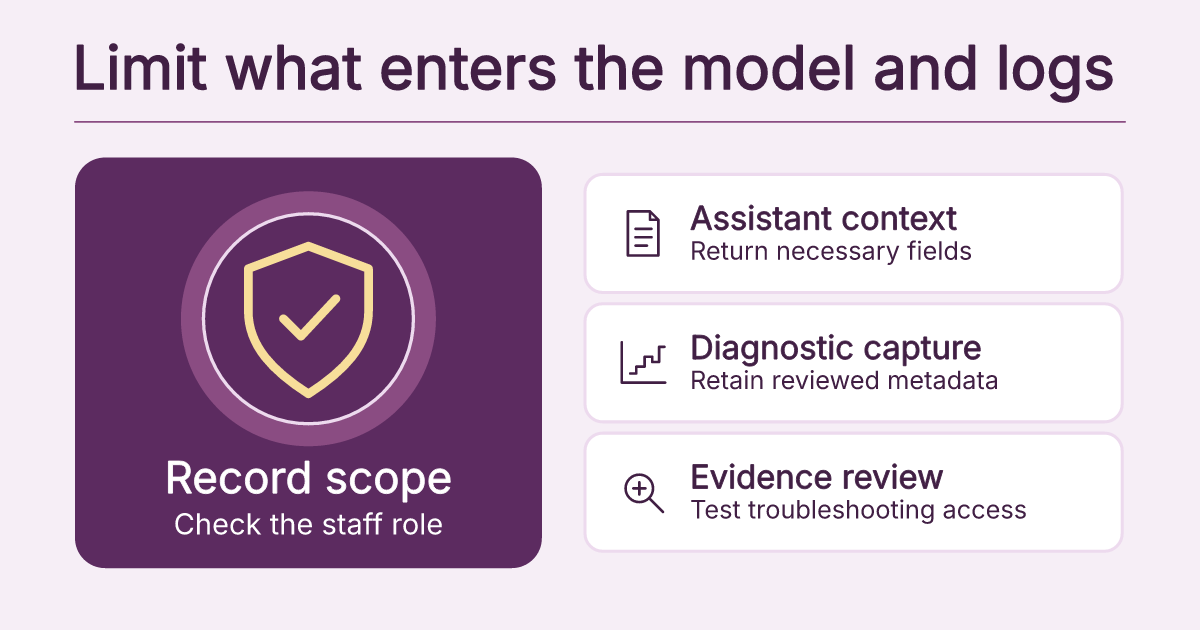 Limit what enters the model and logs
Record scope
Check the staff role
Assistant context
Return necessary fields
Diagnostic capture
Retain reviewed metadata
Evidence review
Test troubleshooting access